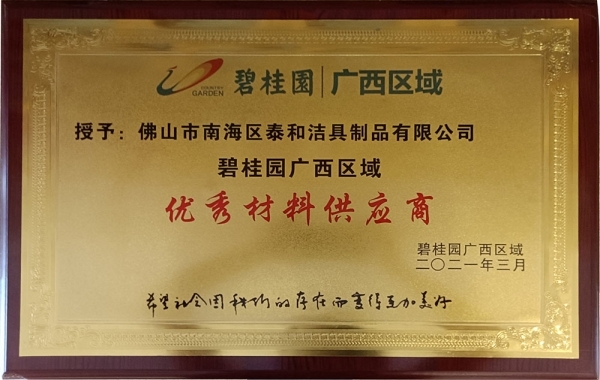 COUNTRY GARDEN 碧桂園 广西区域
授予：佛山市南海区泰和洁具制品有限公司
碧桂园广西区域
优秀材料供应商
碧桂园广西区域
二〇二一年三月
希望社会因我们的存在而变得更加美好